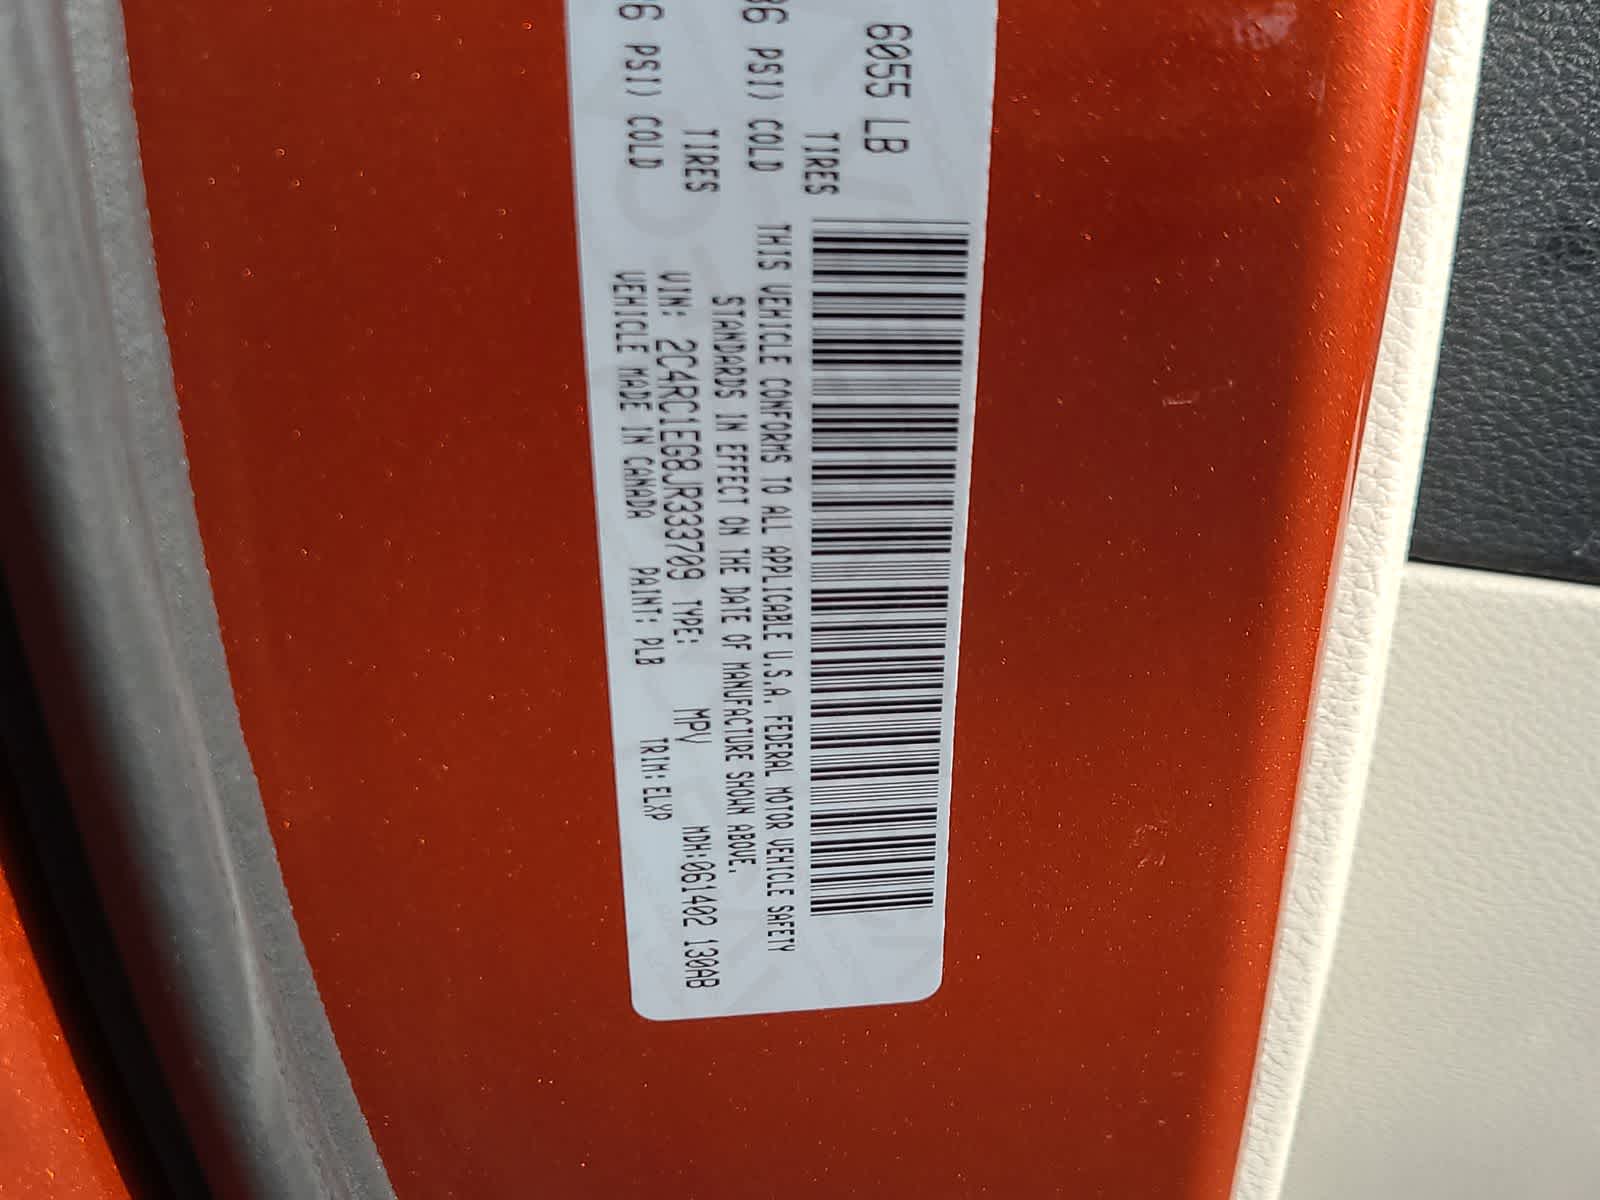 6055 LB
TIRES
36 PSI) COLD
TIRES
36 PSI) COLD
THIS VEHICLE CONFORMS TO ALL APPLICABLE U.S.A. FEDERAL MOTOR VEHICLE SAFETY
STANDARDS IN EFFECT ON THE DATE OF MANUFACTURE SHOWN ABOVE.
VIN: 2C4RC1EG8JR333709 TYPE: MPV MDH:061402 130AB
VEHICLE MADE IN CANADA PAINT: PLB TRIM:ELXP